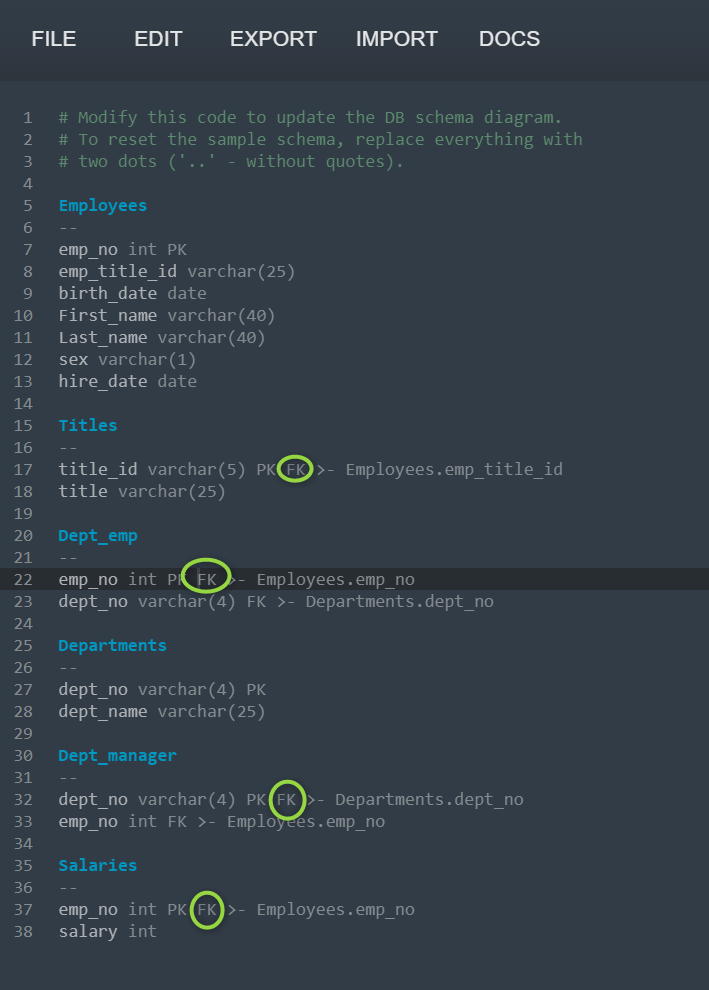 FILE EDIT EXPORT IMPORT DOCS
1 # Modify this code to update the DB schema diagram.
2 # To reset the sample schema, replace everything with
3 # two dots ('..' - without quotes).
4
5 Employees
6 --
7 emp_no int PK
8 emp_title_id varchar(25)
9 birth_date date
10 First_name varchar(40)
11 Last_name varchar(40)
12 sex varchar(1)
13 hire_date date
14
15 Titles
16 --
17 title_id varchar(5) PK FK >- Employees.emp_title_id
18 title varchar(25)
19
20 Dept_emp
21 --
22 emp_no int PK FK >- Employees.emp_no
23 dept_no varchar(4) FK >- Departments.dept_no
24
25 Departments
26 --
27 dept_no varchar(4) PK
28 dept_name varchar(25)
29
30 Dept_manager
31 --
32 dept_no varchar(4) PK FK >- Departments.dept_no
33 emp_no int FK >- Employees.emp_no
34
35 Salaries
36 --
37 emp_no int PK FK >- Employees.emp_no
38 salary int